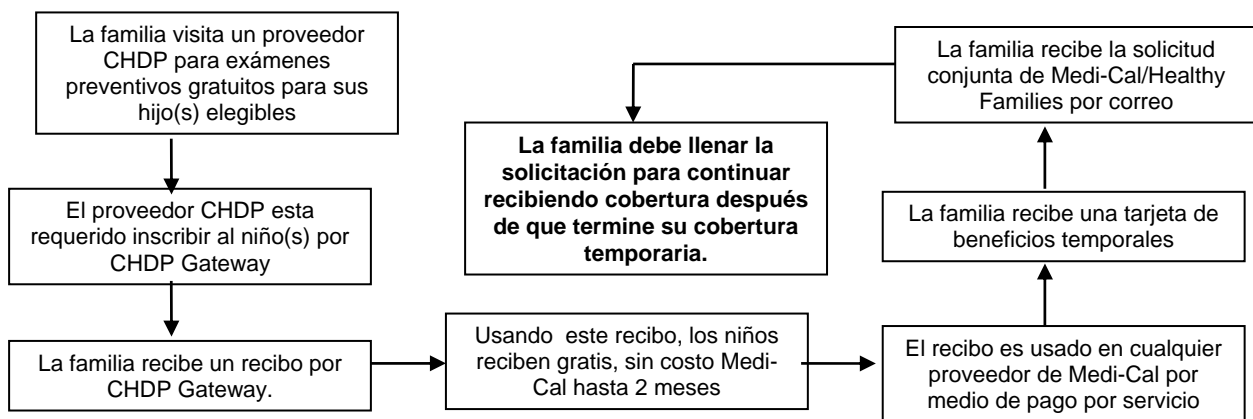 La familia visita un proveedor
CHDP para exámenes
preventivos gratuitos para sus
hijo(s) elegibles
El proveedor CHDP esta
requerido inscribir al niño(s) por
CHDP Gateway
La familia recibe un recibo por
CHDP Gateway.
Usando este recibo, los niños
reciben gratis, sin costo Medi-
Cal hasta 2 meses
El recibo es usado en cualquier
proveedor de Medi-Cal por
medio de pago por servicio
La familia recibe una tarjeta de
beneficios temporales
La familia recibe la solicitud
conjunta de Medi-Cal/Healthy
Families por correo
La familia debe llenar la
solicitación para continuar
recibiendo cobertura después
de que termine su cobertura
temporaria.